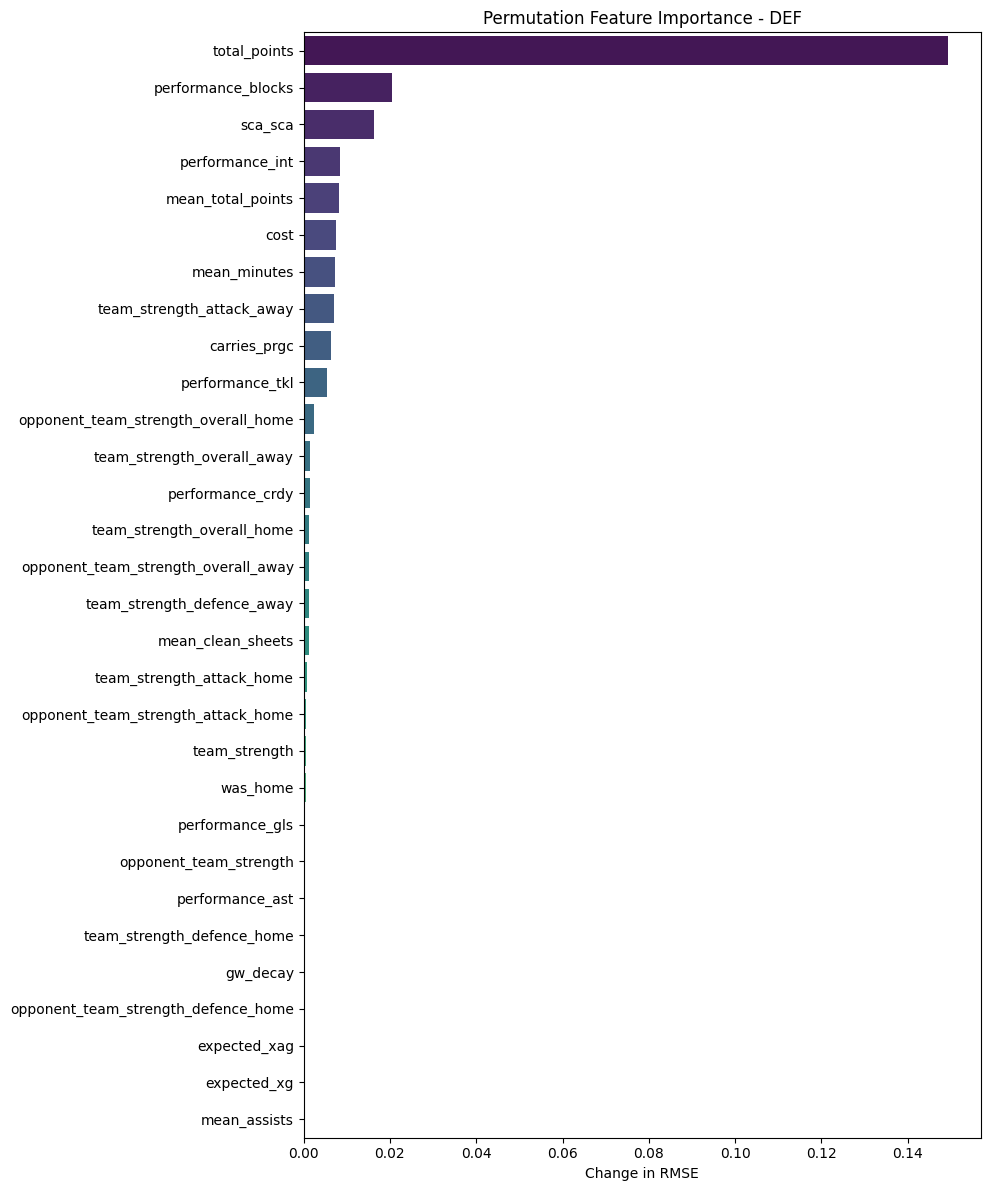 Permutation Feature Importance - DEF
total_points
performance_blocks
sca_sca
performance_int
mean_total_points
cost
mean_minutes
team_strength_attack_away
carries_prgc
performance_tkl
opponent_team_strength_overall_home
team_strength_overall_away
performance_crdy
team_strength_overall_home
opponent_team_strength_overall_away
team_strength_defence_away
mean_clean_sheets
team_strength_attack_home
opponent_team_strength_attack_home
team_strength
was_home
performance_gls
opponent_team_strength
performance_ast
team_strength_defence_home
gw_decay
opponent_team_strength_defence_home
expected_xag
expected_xg
mean_assists
0.00 0.02 0.04 0.06 0.08 0.10 0.12 0.14
Change in RMSE